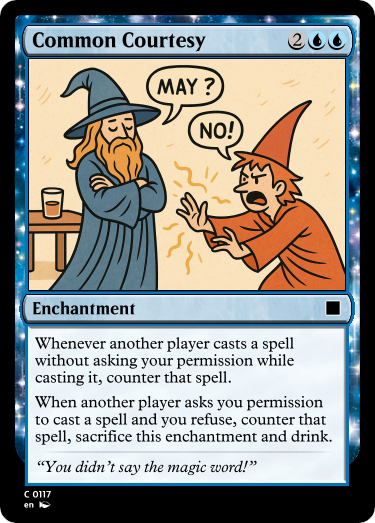 Common Courtesy 2
MAY ?
NO!
Enchantment
Whenever another player casts a spell
without asking your permission while
casting it, counter that spell.
When another player asks you permission
to cast a spell and you refuse, counter that
spell, sacrifice this enchantment and drink.
“You didn’t say the magic word!”
C 0117
en